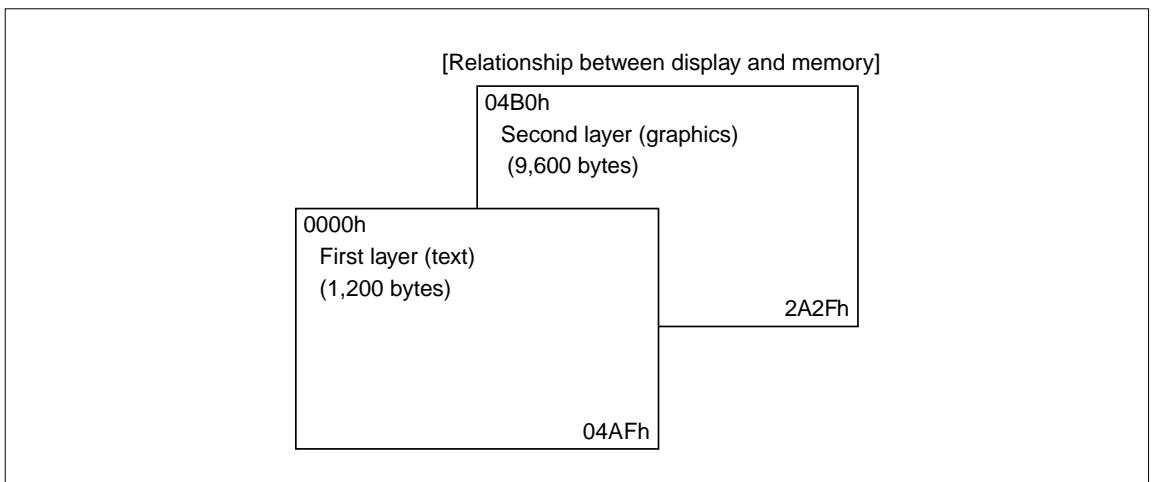 [Relationship between display and memory]
04B0h
Second layer (graphics)
(9,600 bytes)
2A2Fh
0000h
First layer (text)
(1,200 bytes)
04AFh